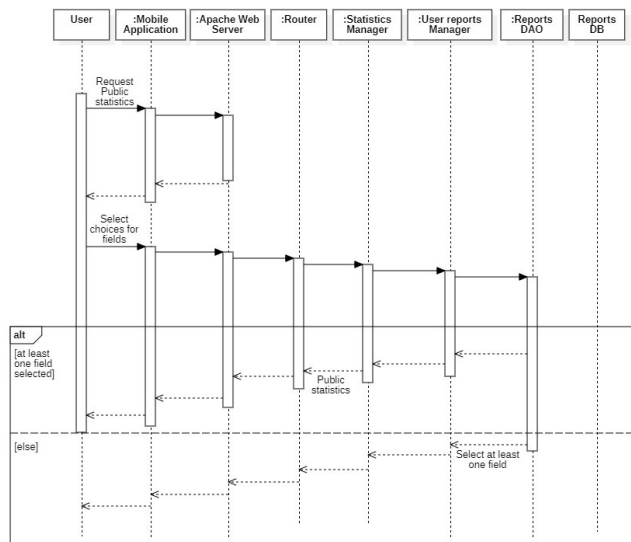 User
:Mobile
Application
:Apache Web
Server
:Router
:Statistics
Manager
:User reports
Manager
:Reports
DAO
Reports
DB
Request
Public
statistics
Select
choices for
fields
alt
[at least
one field
selected]
Public
statistics
[else]
Select at least
one field